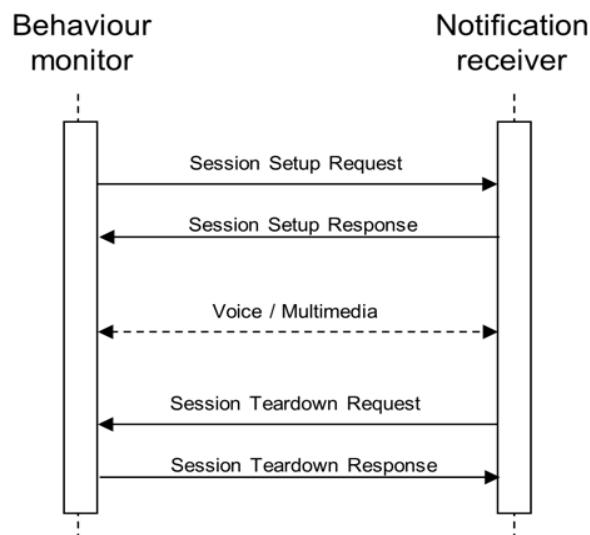 Behaviour
monitor
Notification
receiver
Session Setup Request
Session Setup Response
Voice / Multimedia
Session Teardown Request
Session Teardown Response